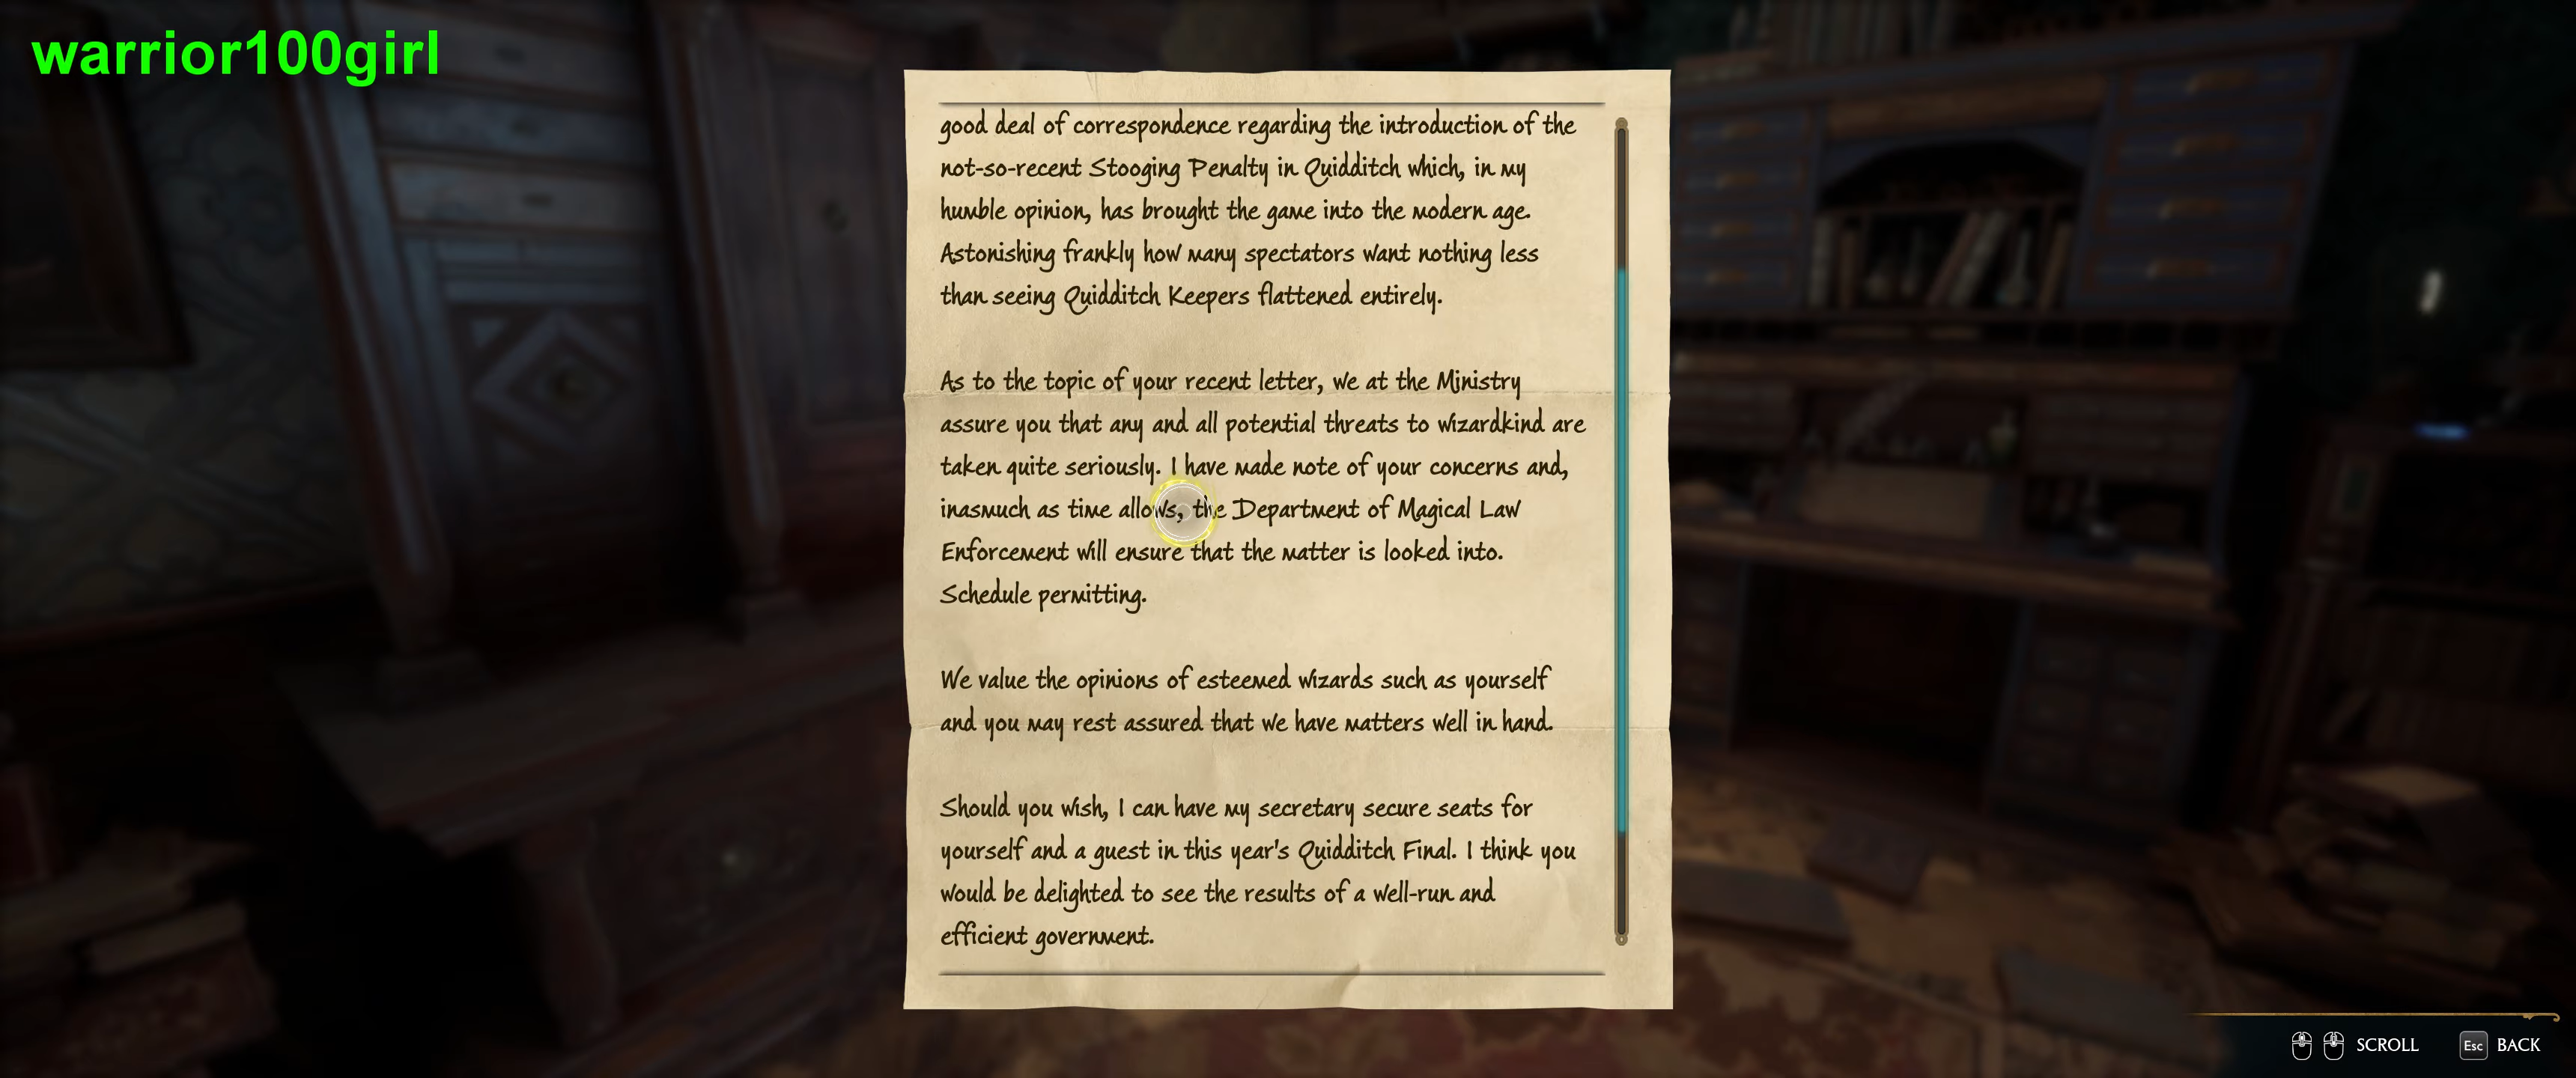 warrior100girl
good deal of correspondence regarding the introduction of the
not-so-recent Stooging Penalty in Quidditch which, in my
humble opinion, has brought the game into the modern age.
Astonishing frankly how many spectators want nothing less
than seeing Quidditch Keepers flattened entirely.
As to the topic of your recent letter, we at the Ministry
assure you that any and all potential threats to wizardkind are
taken quite seriously. I have made note of your concerns and,
inasmuch as time allows, the Department of Magical Law
Enforcement will ensure that the matter is looked into.
Schedule permitting.
We value the opinions of esteemed wizards such as yourself
and you may rest assured that we have matters well in hand.
Should you wish, I can have my secretary secure seats for
yourself and a guest in this year's Quidditch Final. I think you
would be delighted to see the results of a well-run and
efficient government.
SCROLL Esc BACK